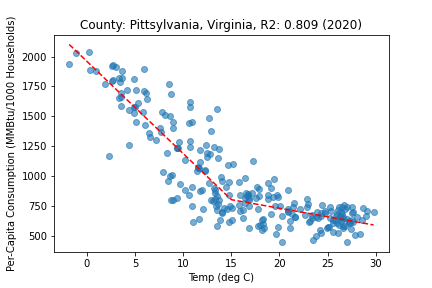 County: Pittsylvania, Virginia, R2: 0.809 (2020)
Per-Capita Consumption (MMBtu/1000 Households)
2000
1750
1500
1250
1000
750
500
0 5 10 15 20 25 30
Temp (deg C)